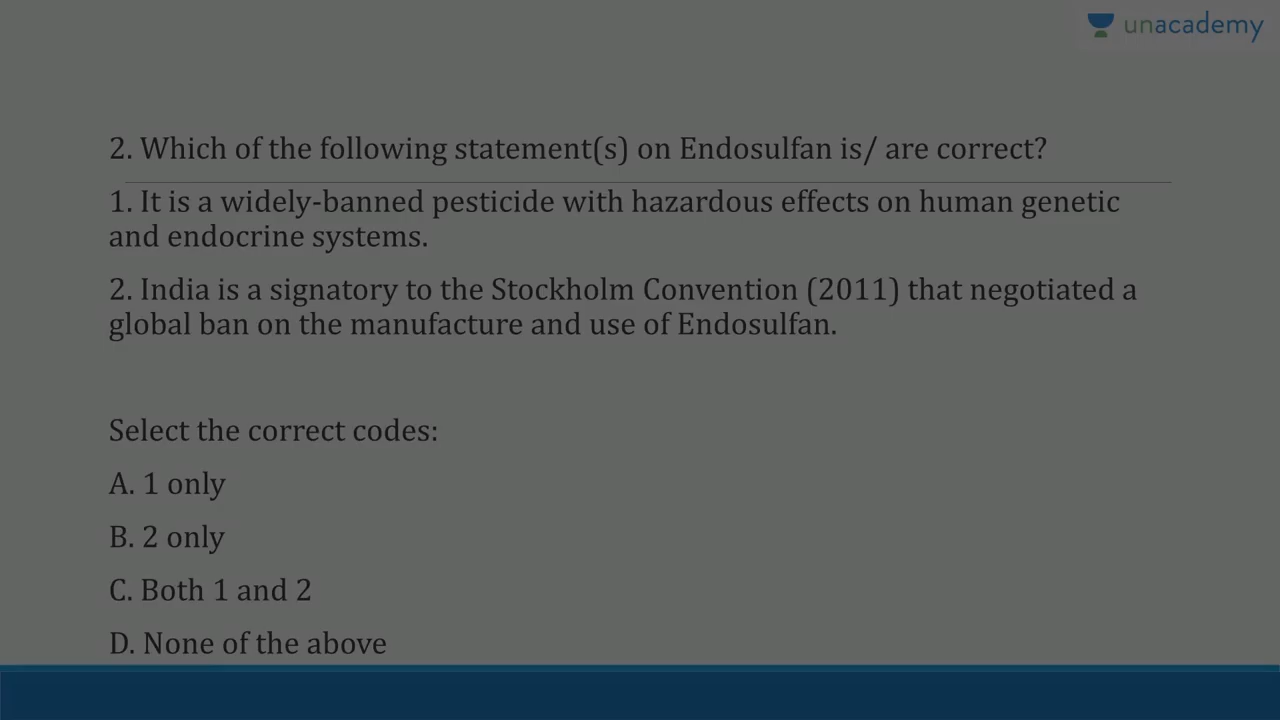 unacademy
2. Which of the following statement(s) on Endosulfan is/ are correct?
1. It is a widely-banned pesticide with hazardous effects on human genetic
and endocrine systems.
2. India is a signatory to the Stockholm Convention (2011) that negotiated a
global ban on the manufacture and use of Endosulfan.
Select the correct codes:
A. 1 only
B. 2 only
C. Both 1 and 2
D. None of the above